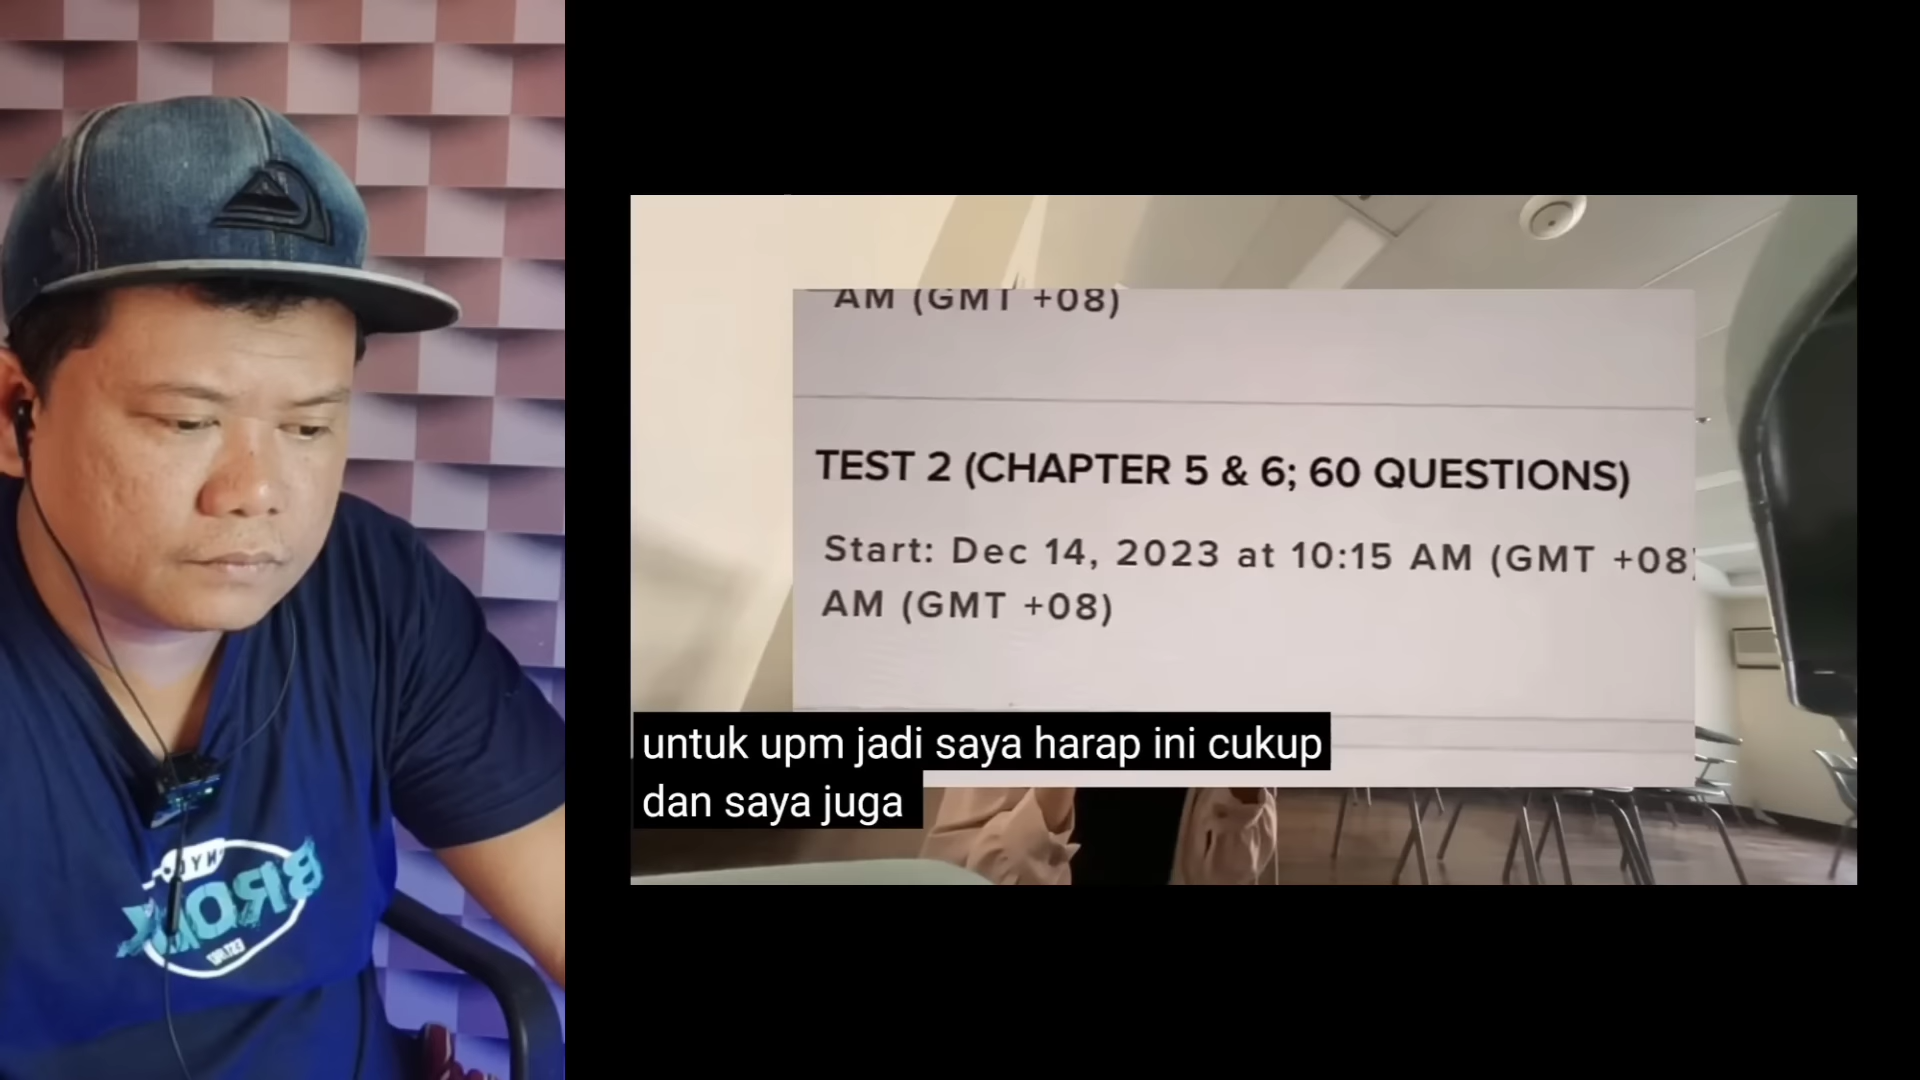 AM (GMT +08)
TEST 2 (CHAPTER 5 & 6; 60 QUESTIONS)
Start: Dec 14, 2023 at 10:15 AM (GMT +08)
AM (GMT +08)
untuk upm jadi saya harap ini cukup
dan saya juga
BRONX